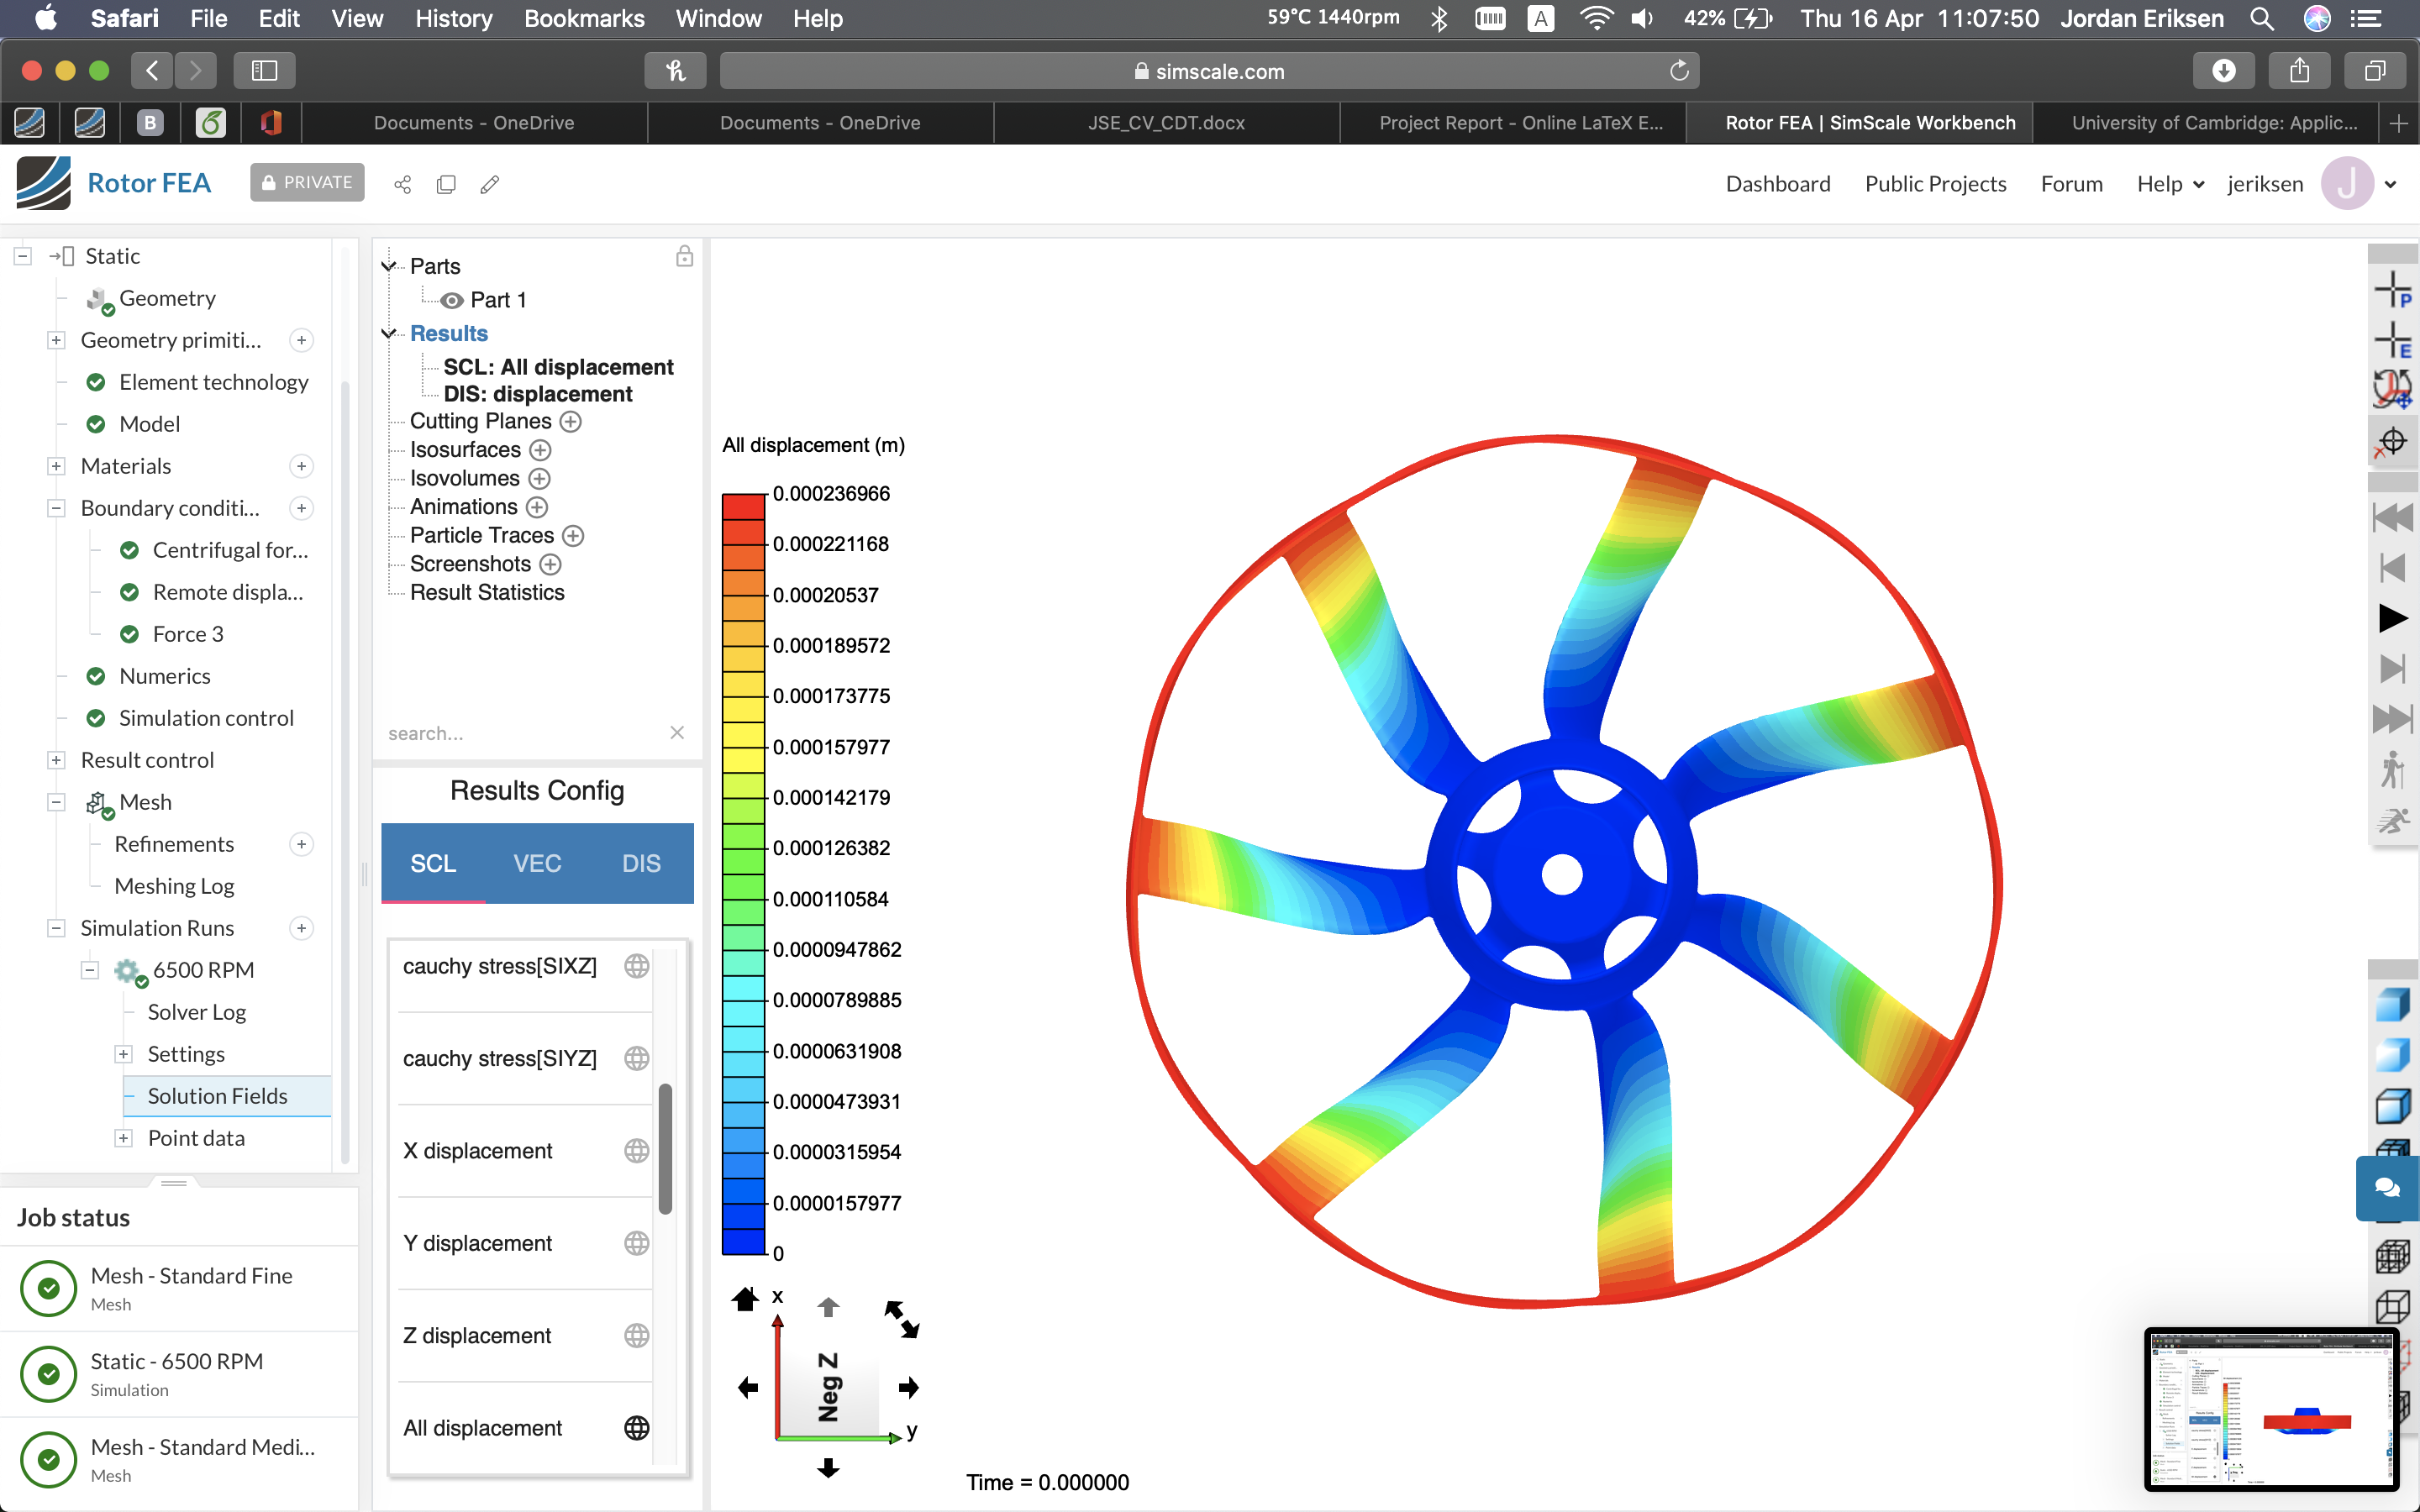 Safari File Edit View History Bookmarks Window Help 59°C 1440rpm A 42% Thu 16 Apr 11:07:50 Jordan Eriksen
simscale.com
B Documents - OneDrive Documents - OneDrive JSE_CV_CDT.docx Project Report - Online LaTeX E... Rotor FEA | SimScale Workbench University of Cambridge: Applic...
Rotor FEA PRIVATE Dashboard Public Projects Forum Help jeriksen J
Static
Geometry
Geometry primiti...
Element technology
Model
Materials
Boundary conditi...
Centrifugal for...
Remote displa...
Force 3
Numerics
Simulation control
Result control
Mesh
Refinements
Meshing Log
Simulation Runs
6500 RPM
Solver Log
Settings
Solution Fields
Point data
Job status
Mesh - Standard Fine
Mesh
Static - 6500 RPM
Simulation
Mesh - Standard Medi...
Mesh
Parts
Part 1
Results
SCL: All displacement
DIS: displacement
Cutting Planes
Isosurfaces
Isovolumes
Animations
Particle Traces
Screenshots
Result Statistics
search...
Results Config
SCL VEC DIS
cauchy stress[SIXZ]
cauchy stress[SIYZ]
X displacement
Y displacement
Z displacement
All displacement
All displacement (m)
0.000236966
0.000221168
0.00020537
0.000189572
0.000173775
0.000157977
0.000142179
0.000126382
0.000110584
0.0000947862
0.0000789885
0.0000631908
0.0000473931
0.0000315954
0.0000157977
0
x
Neg Z
y
Time = 0.000000
P
E